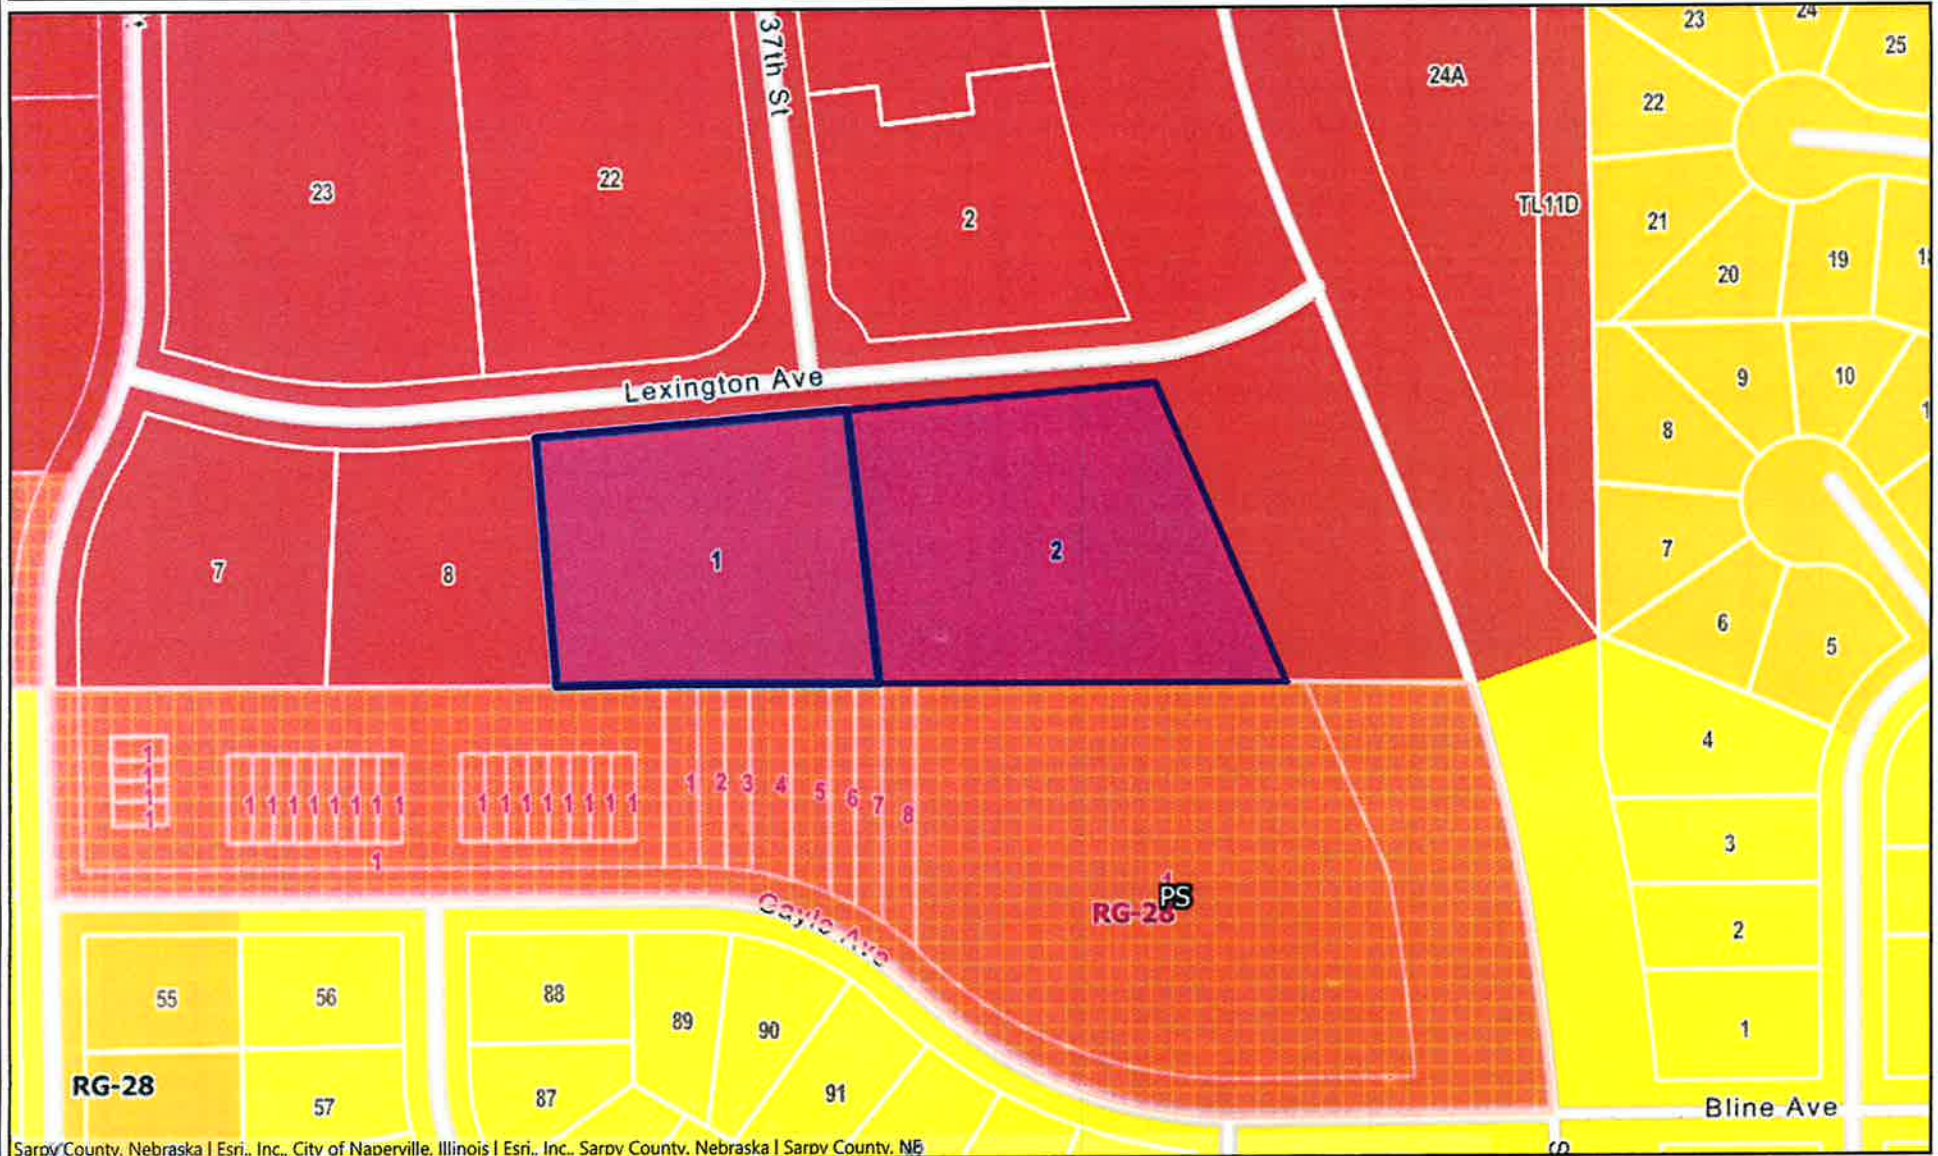 23
24
25
37th St
24A
22
23
22
2
TL11D
21
20
19
Lexington Ave
9
10
8
7
8
1
2
7
6
5
4
1
1
1
1
1 1 1 1 1 1 1 1
1 1 1 1 1 1 1 1
1 2 3 4 5 6 7 8
1
3
1
PS
RG-28
Gayle Ave
2
55
56
88
89
90
1
RG-28
57
87
91
Bline Ave
Sarpy County, Nebraska | Esri., Inc., City of Naperville, Illinois | Esri., Inc., Sarpy County, Nebraska | Sarpy County, NE
S